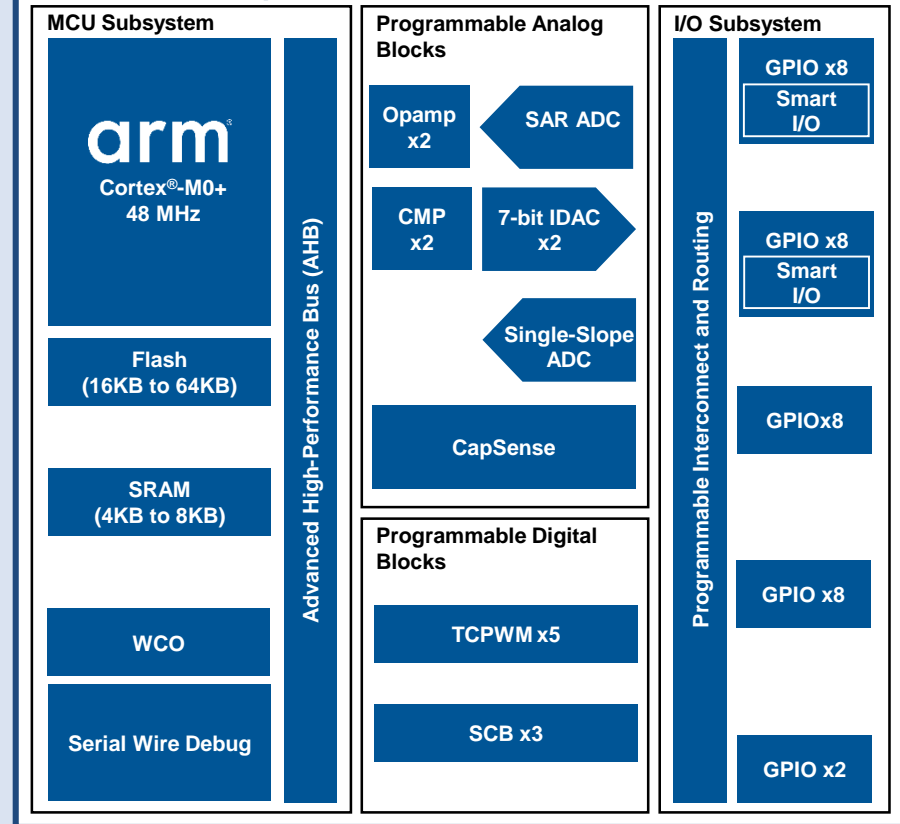 MCU Subsystem
arm®
Cortex®-M0+
48 MHz
Flash
(16KB to 64KB)
SRAM
(4KB to 8KB)
WCO
Serial Wire Debug
Advanced High-Performance Bus (AHB)
Programmable Analog
Blocks
Opamp
x2
SAR ADC
CMP
x2
7-bit IDAC
x2
Single-Slope
ADC
CapSense
Programmable Digital
Blocks
TCPWM x5
SCB x3
I/O Subsystem
Programmable Interconnect and Routing
GPIO x8
Smart
I/O
GPIO x8
Smart
I/O
GPIOx8
GPIO x8
GPIO x2